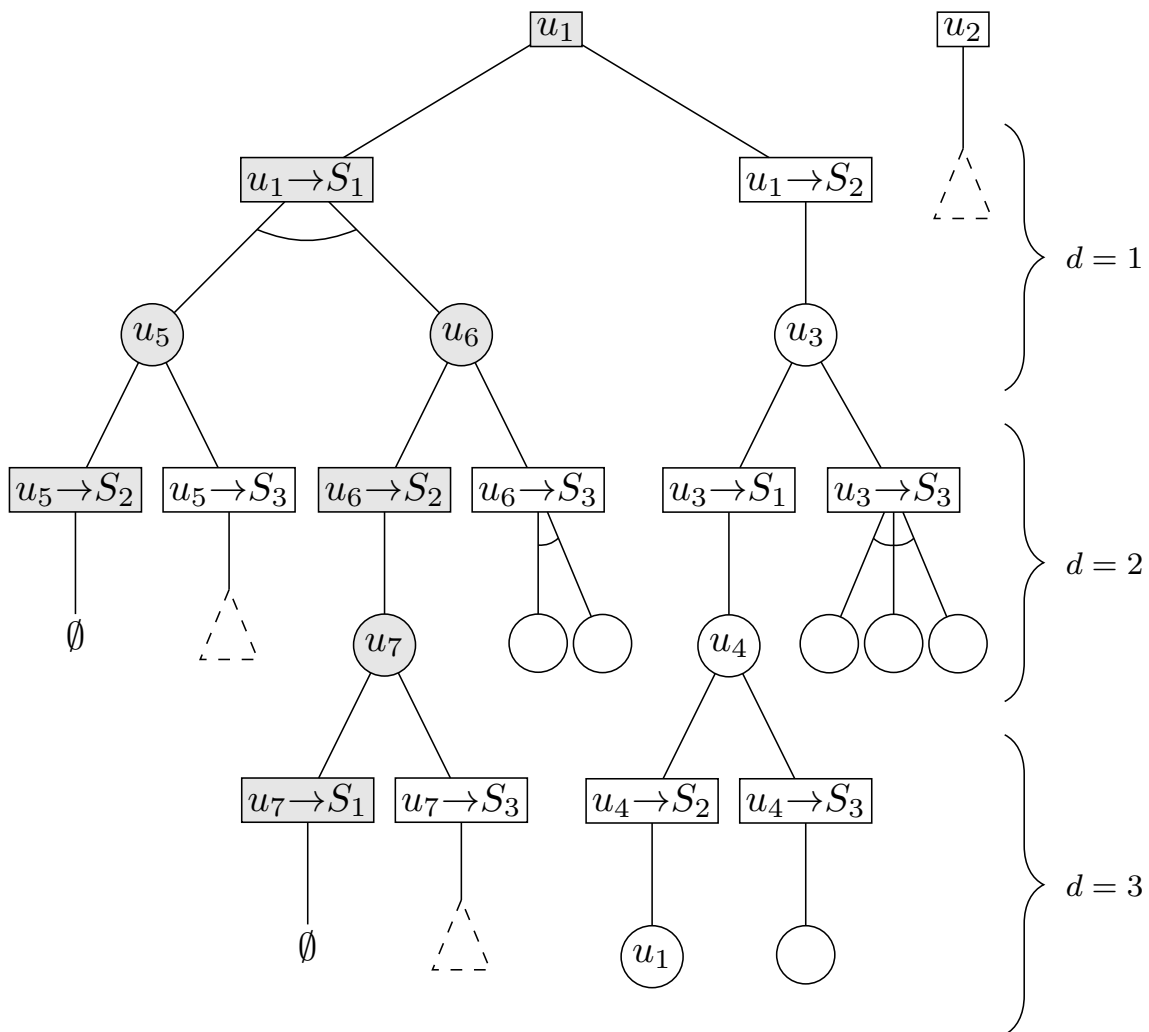 u₁ u₂
u₁→S₁ u₁→S₂
d = 1
u₅ u₆ u₃
u₅→S₂ u₅→S₃ u₆→S₂ u₆→S₃ u₃→S₁ u₃→S₃
d = 2
∅ u₇ u₄
u₇→S₁ u₇→S₃ u₄→S₂ u₄→S₃
d = 3
∅ u₁